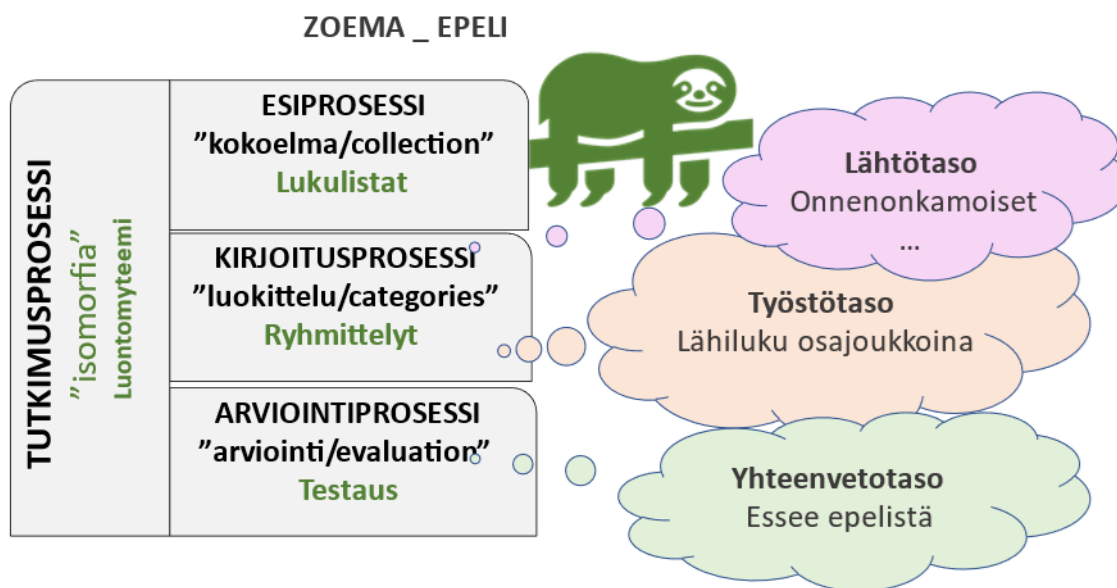 ZOEMA _ EPELI
TUTKIMUSPROSESSI
”isomorfia”
Luontomyteemi
ESIPROSESSI
”kokoelma/collection”
Lukulistat
KIRJOITUSPROSESSI
”luokittelu/categories”
Ryhmittelyt
ARVIOINTIPROSESSI
”arviointi/evaluation”
Testaus
Lähtötaso
Onnenonkamoiset
...
Työstötaso
Lähiluku osajoukkoina
Yhteenvetotaso
Essee epelistä